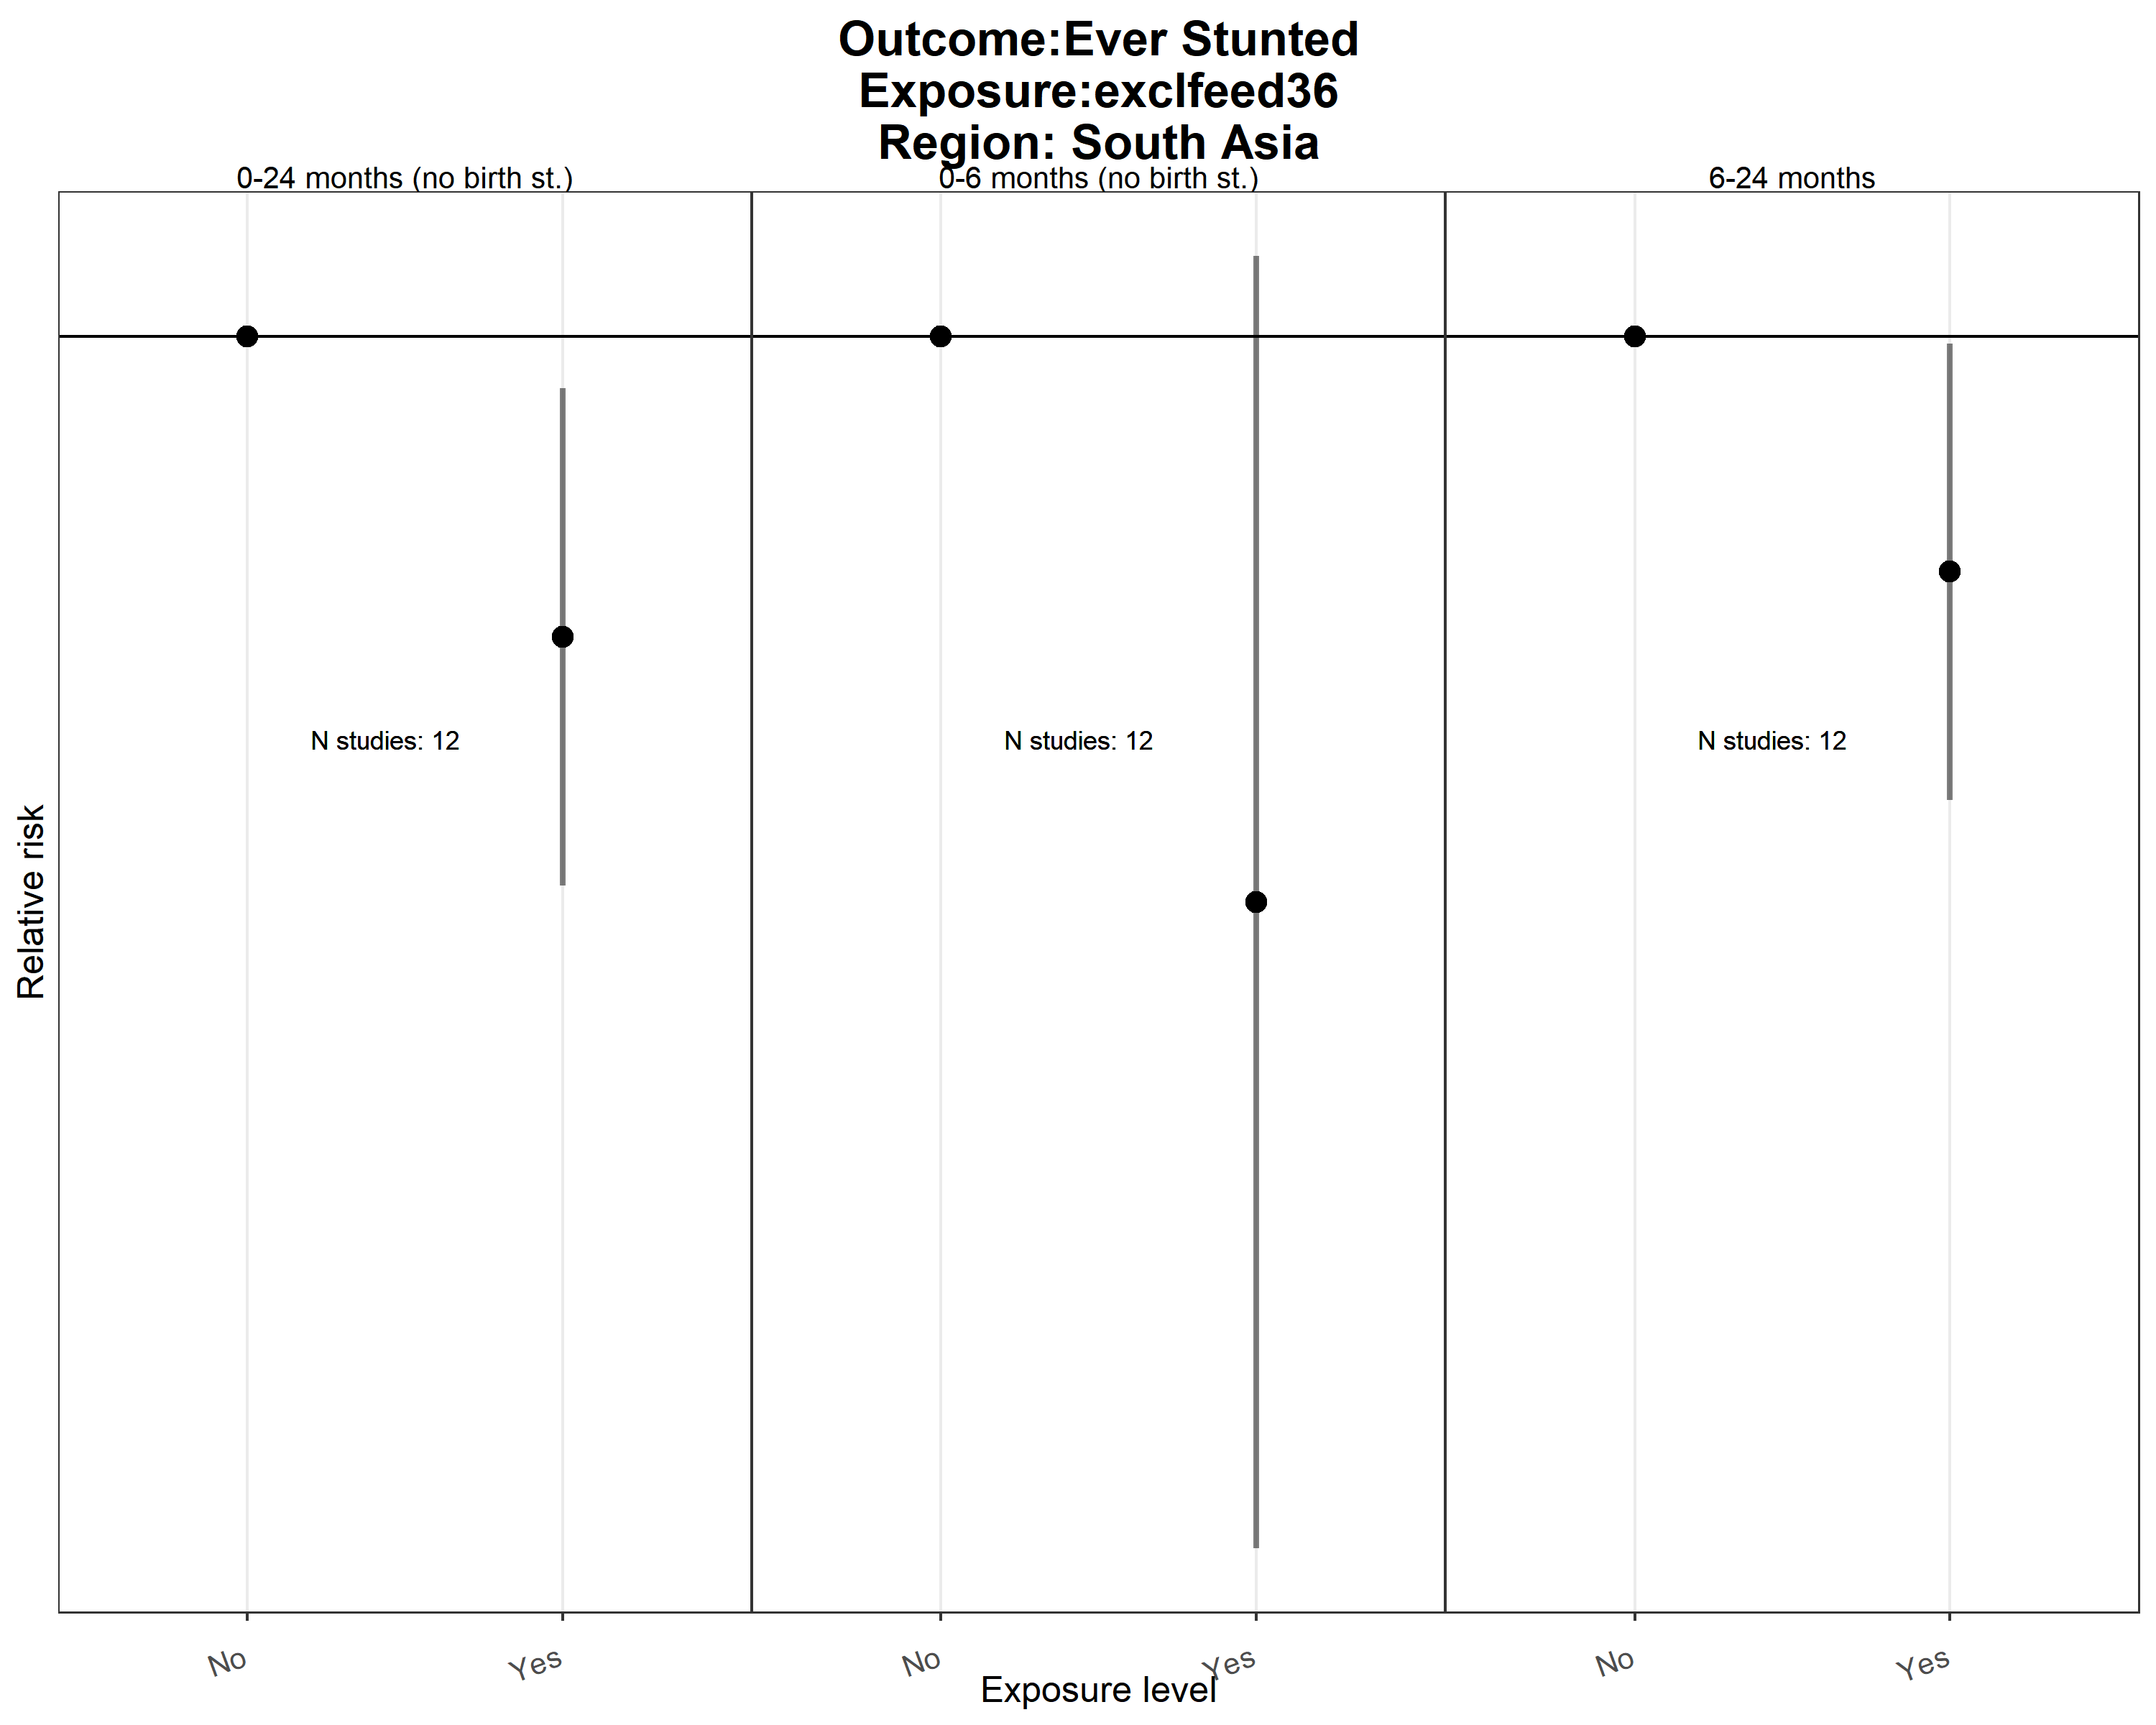 Outcome:Ever Stunted
Exposure:exclfeed36
Region: South Asia
0-24 months (no birth st.)
0-6 months (no birth st.)
6-24 months
N studies: 12
N studies: 12
N studies: 12
Relative risk
No
Yes
No
Yes
No
Yes
Exposure level